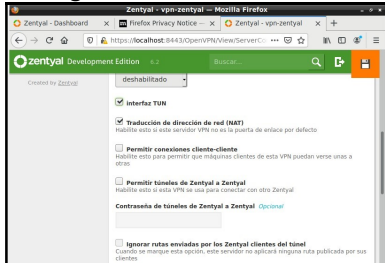 Zentyal - vpn-zentyal — Mozilla Firefox
Zentyal - Dashboard
Firefox Privacy Notice —
Zentyal - vpn-zentyal
https://localhost:8443/OpenVPN/View/ServerCo
zentyal Development Edition 6.2
Buscar...
Created by Zentyal
deshabilitado
interfaz TUN
Traducción de dirección de red (NAT)
Habilite esto si este servidor VPN no es la puerta de enlace por defecto
Permitir conexiones cliente-cliente
Habilite esto para permitir que máquinas clientes de esta VPN puedan verse unas a
otras
Permitir túneles de Zentyal a Zentyal
Habilite esto si esta VPN se usa para conectar con otro Zentyal
Contraseña de túneles de Zentyal a Zentyal Opcional
Ignorar rutas enviadas por los Zentyal clientes del túnel
Cuando se marque esta opción, este servidor no aplicará ninguna ruta publicada por sus
clientes